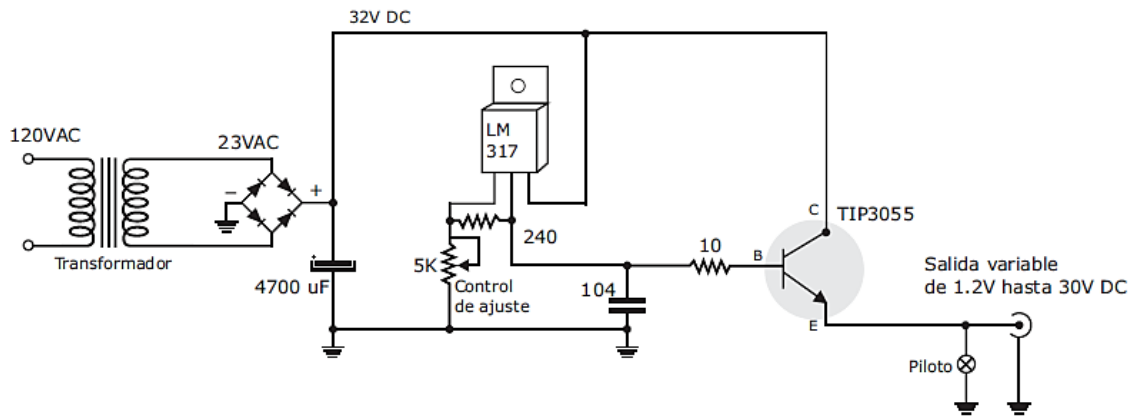 32V DC
120VAC
23VAC
Transformador
−
+
4700 uF
+
LM
317
240
5K
Control
de ajuste
104
10
B
C
E
TIP3055
Salida variable
de 1.2V hasta 30V DC
Piloto